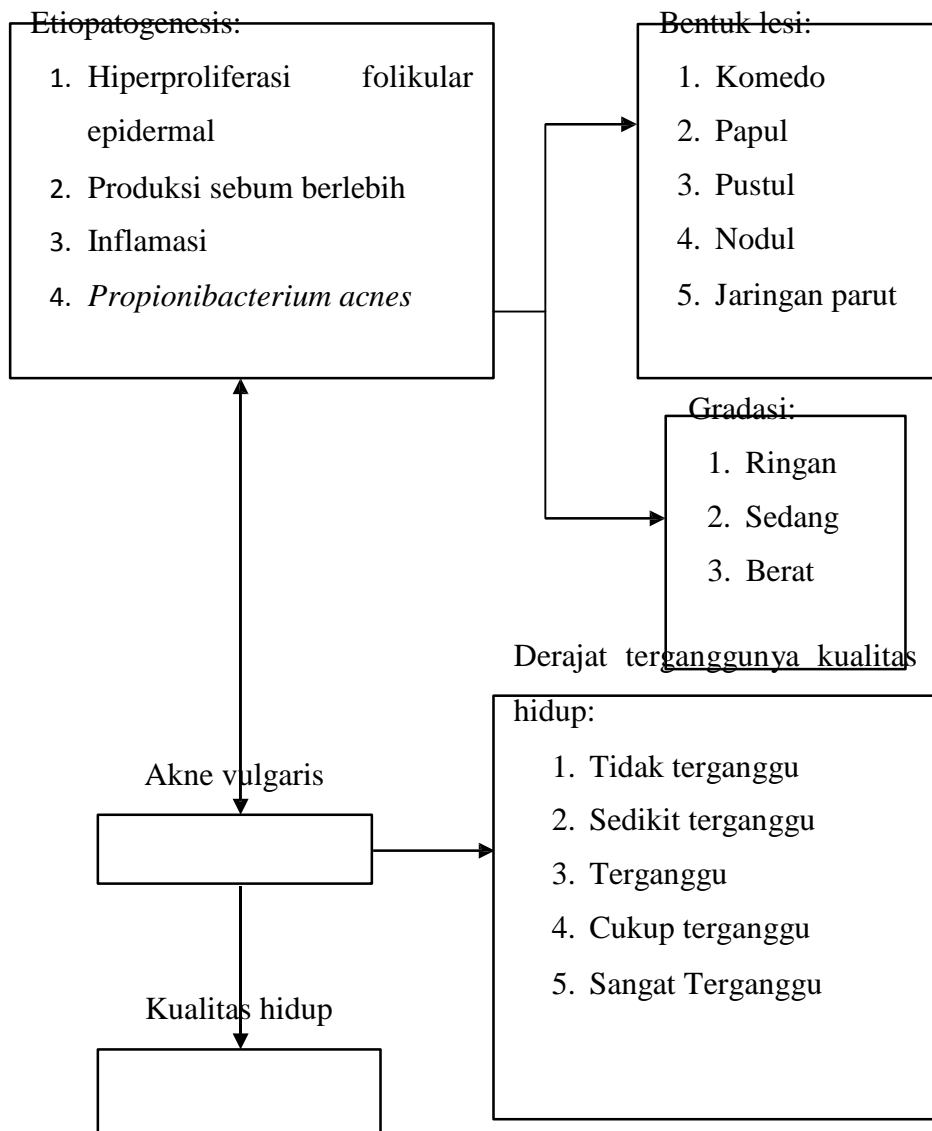 Etiopatogenesis:
1. Hiperproliferasi folikular
epidermal
2. Produksi sebum berlebih
3. Inflamasi
4. Propionibacterium acnes
Bentuk lesi:
1. Komedo
2. Papul
3. Pustul
4. Nodul
5. Jaringan parut
Gradasi:
1. Ringan
2. Sedang
3. Berat
Derajat terganggunya kualitas
hidup:
1. Tidak terganggu
2. Sedikit terganggu
3. Terganggu
4. Cukup terganggu
5. Sangat Terganggu
Akne vulgaris
Kualitas hidup